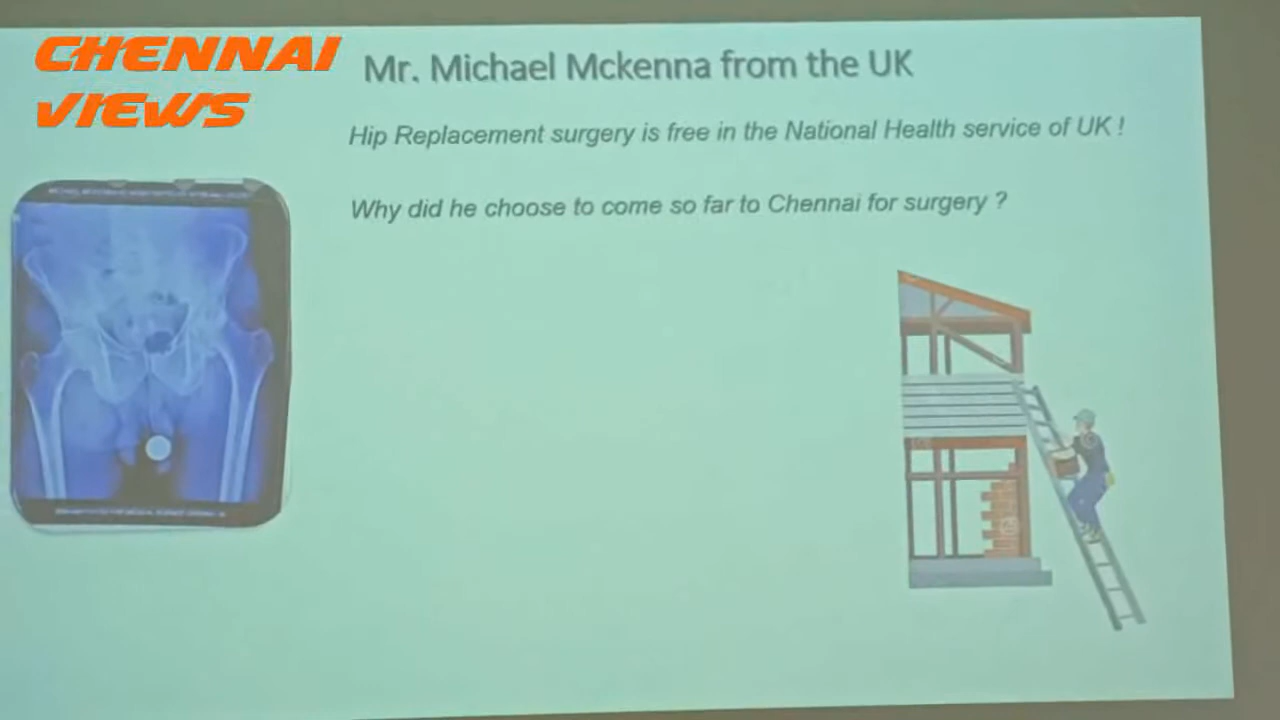 CHENNAI
VIEWS
Mr. Michael Mckenna from the UK
Hip Replacement surgery is free in the National Health service of UK !
Why did he choose to come so far to Chennai for surgery ?